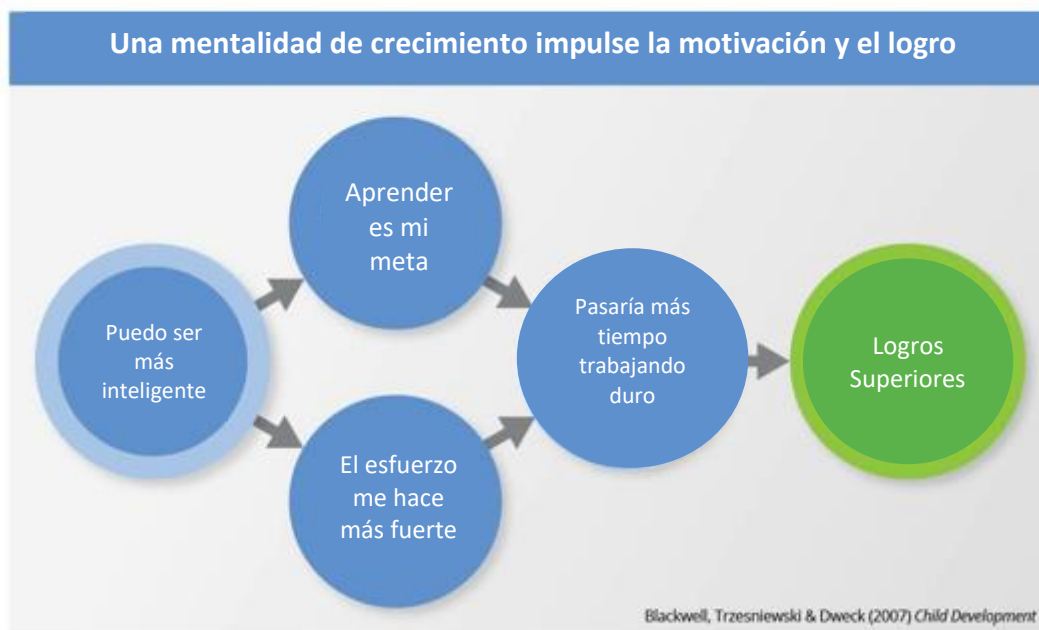 Una mentalidad de crecimiento impulse la motivación y el logro
Puedo ser
más
inteligente
Aprender
es mi
meta
El esfuerzo
me hace
más fuerte
Pasaría más
tiempo
trabajando
duro
Logros
Superiores
Blackwell, Trzesniewski & Dweck (2007) Child Development